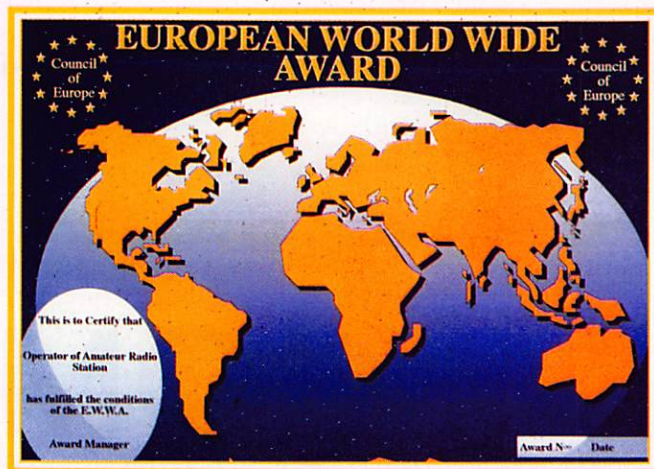 EUROPEAN WORLD WIDE
AWARD
Council
of
Europe
Council
of
Europe
This is to Certify that
Operator of Amateur Radio
Station
has fulfilled the conditions
of the E.W.W.A.
Award Manager
Award N°
Date